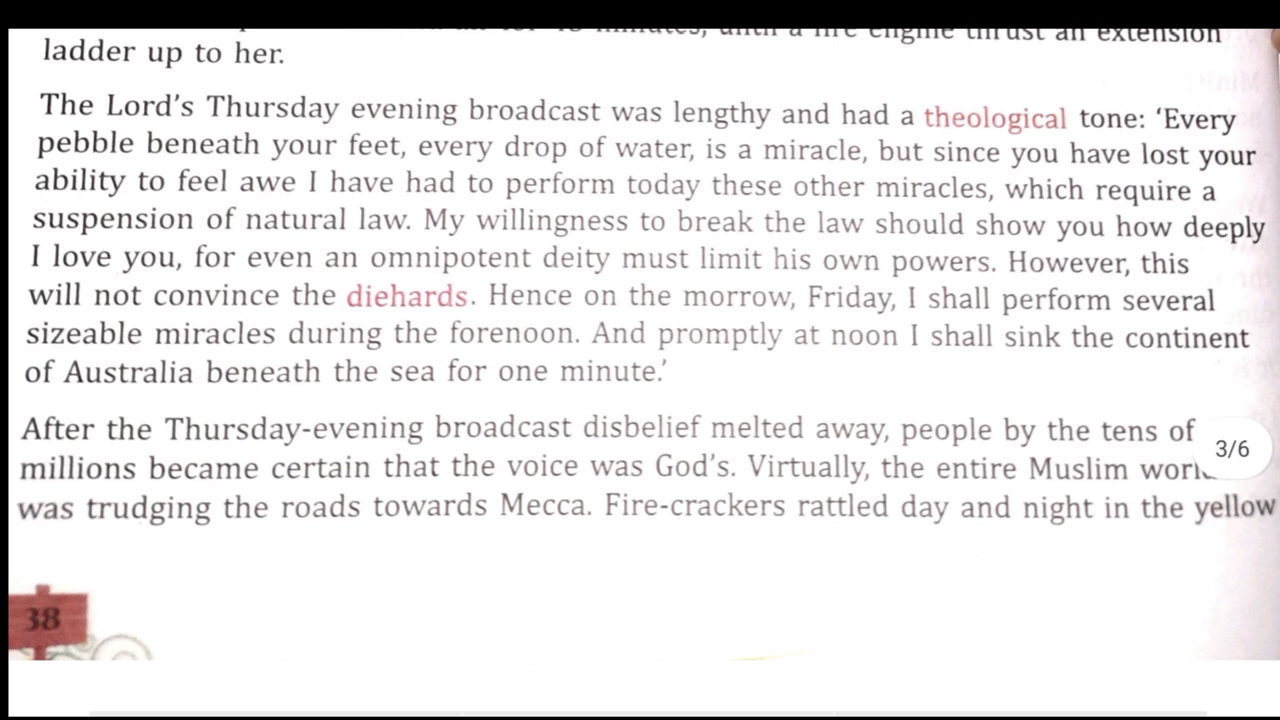 minutes, until a fire engine thrust an extension
ladder up to her.
The Lord's Thursday evening broadcast was lengthy and had a theological tone: 'Every
pebble beneath your feet, every drop of water, is a miracle, but since you have lost your
ability to feel awe I have had to perform today these other miracles, which require a
suspension of natural law. My willingness to break the law should show you how deeply
I love you, for even an omnipotent deity must limit his own powers. However, this
will not convince the diehards. Hence on the morrow, Friday, I shall perform several
sizeable miracles during the forenoon. And promptly at noon I shall sink the continent
of Australia beneath the sea for one minute.'
After the Thursday-evening broadcast disbelief melted away, people by the tens of
3/6
millions became certain that the voice was God's. Virtually, the entire Muslim
was trudging the roads towards Mecca. Fire-crackers rattled day and night in the yellow
38